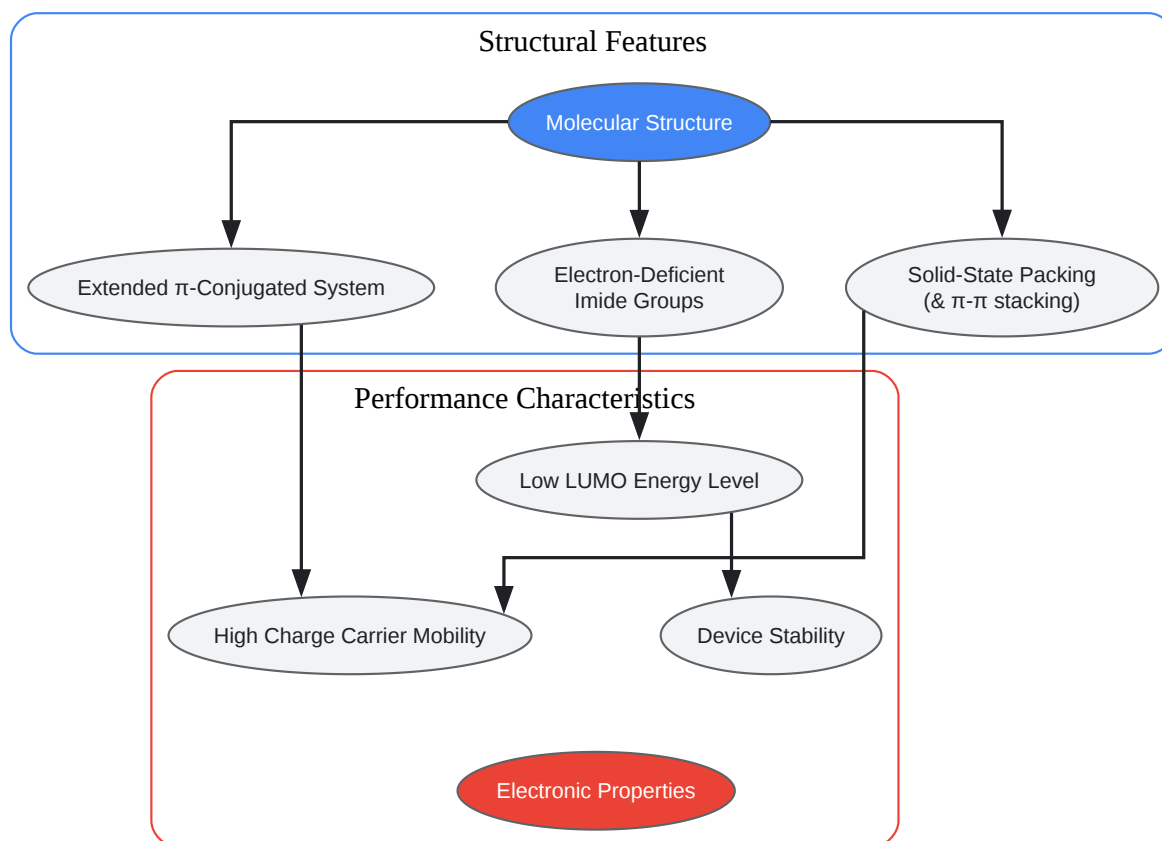 Structural Features
Molecular Structure
Extended π-Conjugated System
Electron-Deficient
Imide Groups
Solid-State Packing
(& π-π stacking)
Performance Characteristics
Low LUMO Energy Level
High Charge Carrier Mobility
Device Stability
Electronic Properties